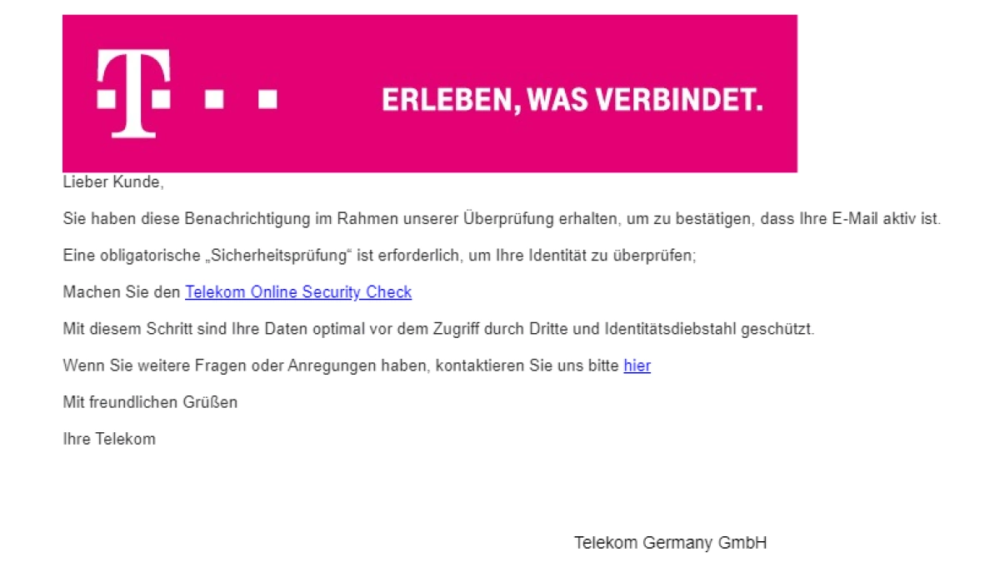 T
ERLEBEN, WAS VERBINDET.
Lieber Kunde,
Sie haben diese Benachrichtigung im Rahmen unserer Überprüfung erhalten, um zu bestätigen, dass Ihre E-Mail aktiv ist.
Eine obligatorische „Sicherheitsprüfung“ ist erforderlich, um Ihre Identität zu überprüfen;
Machen Sie den Telekom Online Security Check
Mit diesem Schritt sind Ihre Daten optimal vor dem Zugriff durch Dritte und Identitätsdiebstahl geschützt.
Wenn Sie weitere Fragen oder Anregungen haben, kontaktieren Sie uns bitte hier
Mit freundlichen Grüßen
Ihre Telekom
Telekom Germany GmbH